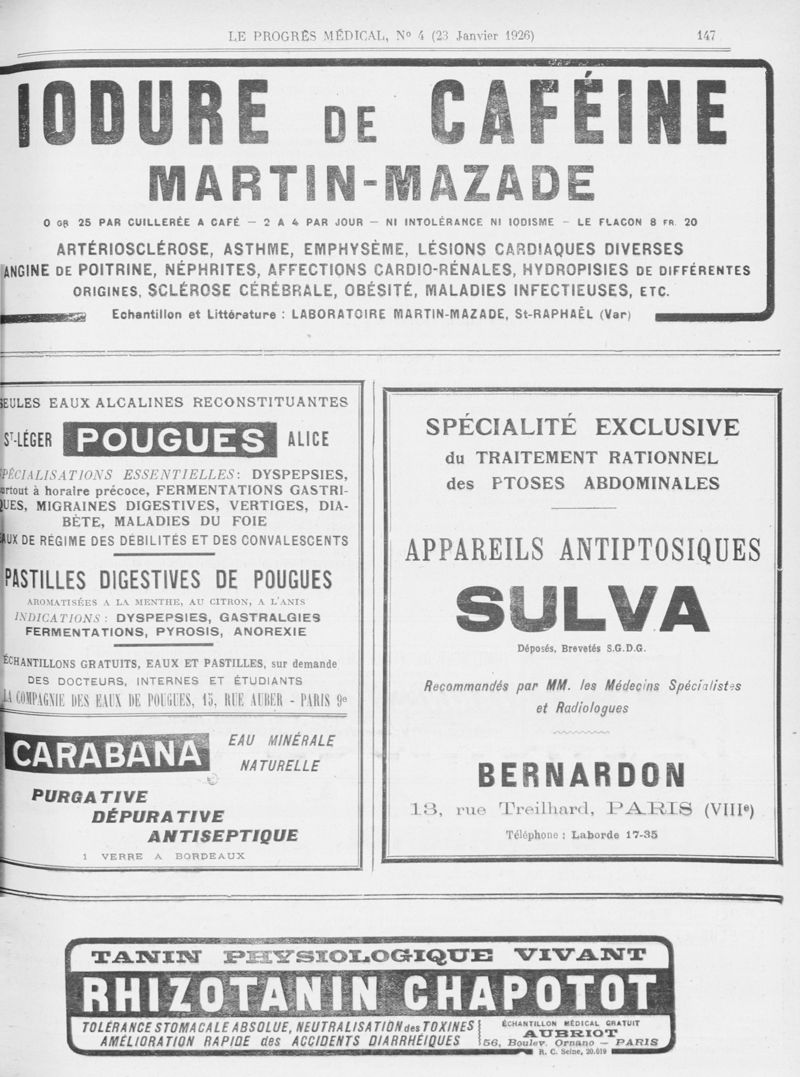 LE PROGRÈS MÉDICAL, Nº 4 (23 Janvier 1926) 147
IODURE DE CAFÉINE
MARTIN-MAZADE
0 GR 25 PAR CUILLERÉE A CAFÉ — 2 A 4 PAR JOUR — NI INTOLÉRANCE NI IODISME — LE FLACON 8 FR. 20
ARTÉRIOSCLÉROSE, ASTHME, EMPHYSÈME, LÉSIONS CARDIAQUES DIVERSES
ANGINE DE POITRINE, NÉPHRITES, AFFECTIONS CARDIO-RÉNALES, HYDROPISIES DE DIFFÉRENTES
ORIGINES, SCLÉROSE CÉRÉBRALE, OBÉSITÉ, MALADIES INFECTIEUSES, ETC.
Echantillon et Littérature : LABORATOIRE MARTIN-MAZADE, St-RAPHAËL (Var)
SEULES EAUX ALCALINES RECONSTITUANTES
ST-LÉGER POUGUES ALICE
SPÉCIALISATIONS ESSENTIELLES : DYSPEPSIES,
surtout à horaire précoce, FERMENTATIONS GASTRI-
QUES, MIGRAINES DIGESTIVES, VERTIGES, DIA-
BÈTE, MALADIES DU FOIE
EAUX DE RÉGIME DES DÉBILITÉS ET DES CONVALESCENTS
PASTILLES DIGESTIVES DE POUGUES
AROMATISÉES A LA MENTHE, AU CITRON, A L'ANIS
INDICATIONS : DYSPEPSIES, GASTRALGIES
FERMENTATIONS, PYROSIS, ANOREXIE
ÉCHANTILLONS GRATUITS, EAUX ET PASTILLES, sur demande
DES DOCTEURS, INTERNES ET ÉTUDIANTS
LA COMPAGNIE DES EAUX DE POUGUES, 15, RUE AUBER - PARIS 9e
CARABANA EAU MINÉRALE
NATURELLE
PURGATIVE
DÉPURATIVE
ANTISEPTIQUE
1 VERRE A BORDEAUX
SPÉCIALITÉ EXCLUSIVE
du TRAITEMENT RATIONNEL
des PTOSES ABDOMINALES
APPAREILS ANTIPTOSIQUES
SULVA
Déposés, Brevetés S.G.D.G.
Recommandés par MM. les Médecins Spécialistes
et Radiologues
BERNARDON
13, rue Treilhard, PARIS (VIIIe)
Téléphone : Laborde 17-35
TANIN PHYSIOLOGIQUE VIVANT
RHIZOTANIN CHAPOTOT
TOLÉRANCE STOMACALE ABSOLUE, NEUTRALISATION des TOXINES
AMÉLIORATION RAPIDE des ACCIDENTS DIARRHÉIQUES
ÉCHANTILLON MÉDICAL GRATUIT
AUBRIOT
56, Boulev. Ornano — PARIS
R. C. Seine, 20.019